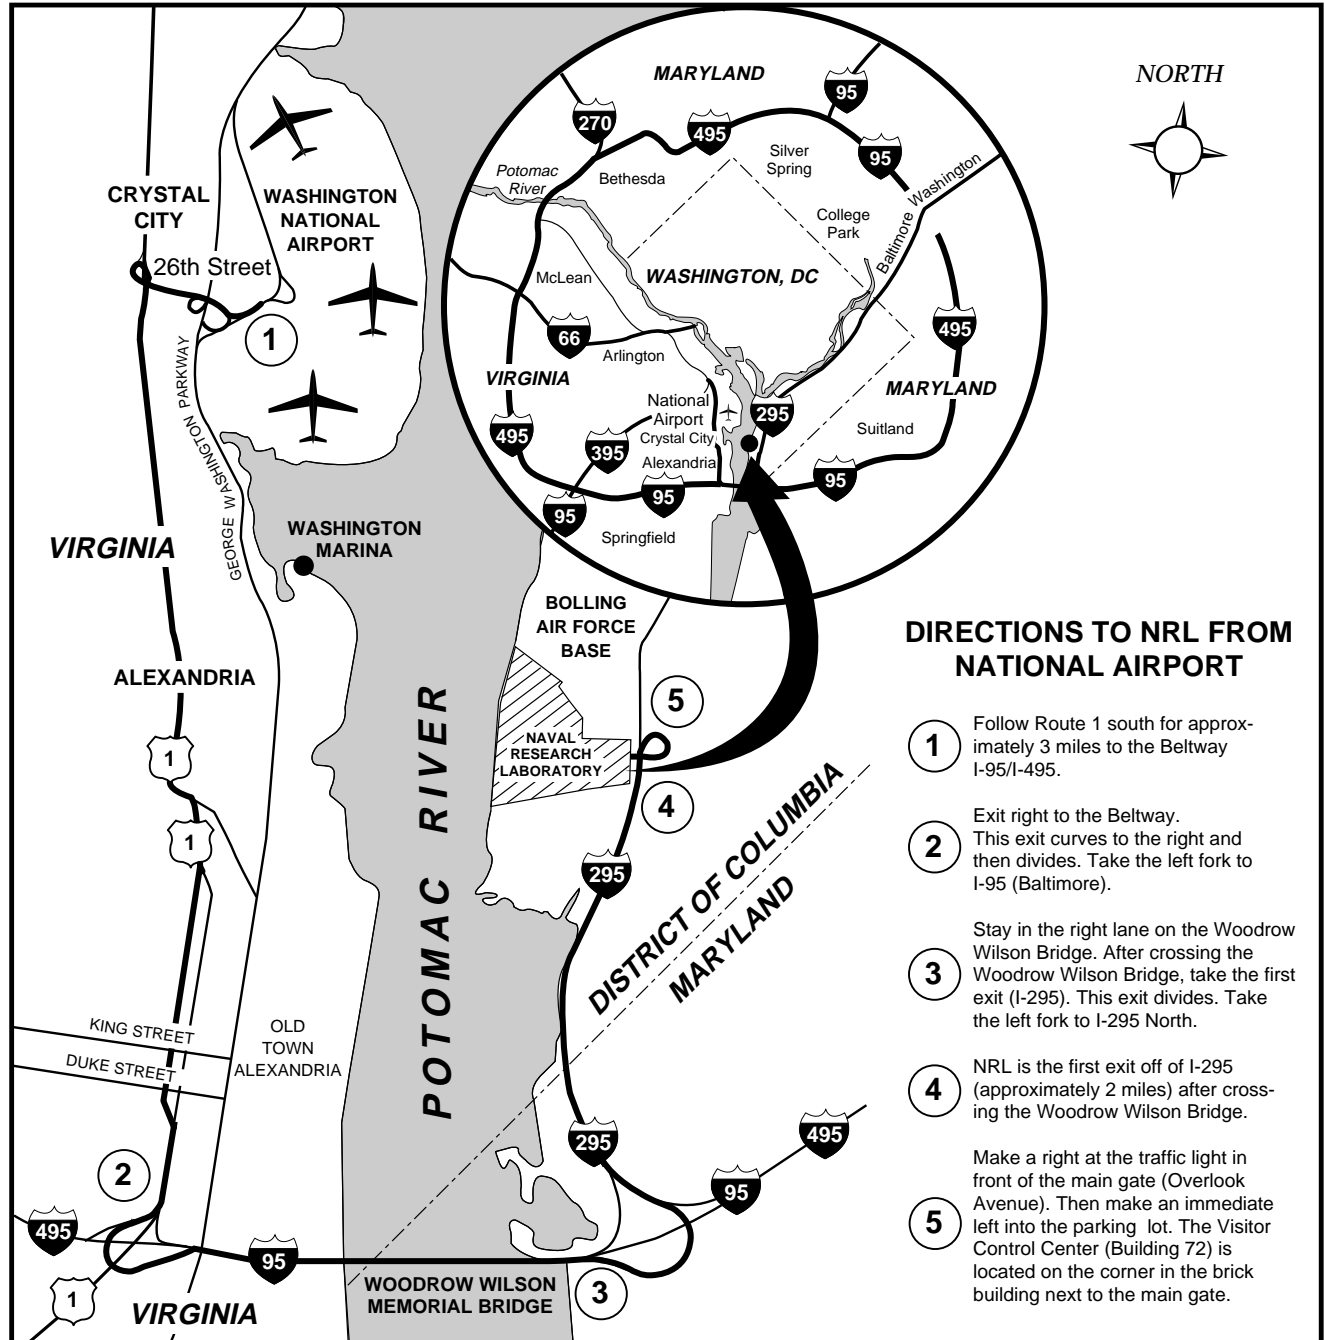 NORTH
MARYLAND
95
270
495
95
Silver
Spring
Potomac
River
Bethesda
Baltimore Washington
College
Park
McLean
WASHINGTON, DC
66
Arlington
495
VIRGINIA
MARYLAND
National
Airport
Crystal City
295
Suitland
495
395
Alexandria
95
95
95
Springfield
CRYSTAL
CITY
WASHINGTON
NATIONAL
AIRPORT
26th Street
1
GEORGE WASHINGTON PARKWAY
WASHINGTON
MARINA
VIRGINIA
BOLLING
AIR FORCE
BASE
ALEXANDRIA
POTOMAC RIVER
5
1
NAVAL
RESEARCH
LABORATORY
4
1
295
DISTRICT OF COLUMBIA
MARYLAND
KING STREET
DUKE STREET
OLD
TOWN
ALEXANDRIA
295
495
2
95
495
95
1
VIRGINIA
WOODROW WILSON
MEMORIAL BRIDGE
3
DIRECTIONS TO NRL FROM
NATIONAL AIRPORT
1
Follow Route 1 south for approx-
imately 3 miles to the Beltway
I-95/I-495.
2
Exit right to the Beltway.
This exit curves to the right and
then divides. Take the left fork to
I-95 (Baltimore).
3
Stay in the right lane on the Woodrow
Wilson Bridge. After crossing the
Woodrow Wilson Bridge, take the first
exit (I-295). This exit divides. Take
the left fork to I-295 North.
4
NRL is the first exit off of I-295
(approximately 2 miles) after cross-
ing the Woodrow Wilson Bridge.
5
Make a right at the traffic light in
front of the main gate (Overlook
Avenue). Then make an immediate
left into the parking lot. The Visitor
Control Center (Building 72) is
located on the corner in the brick
building next to the main gate.